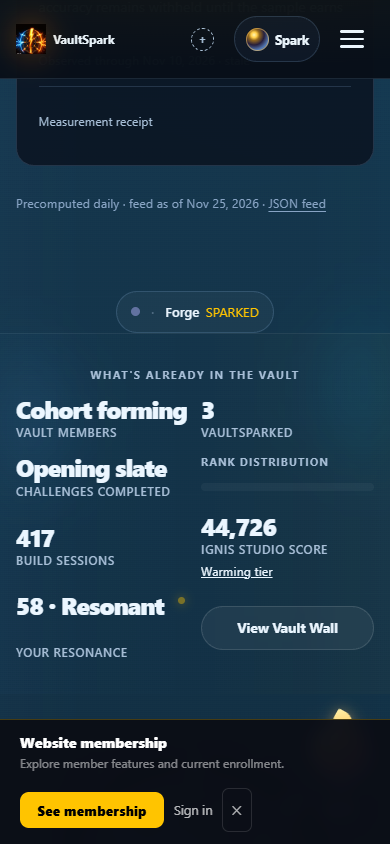 VaultSpark
+
Spark
Measurement receipt
Precomputed daily · feed as of Nov 25, 2026 · JSON feed
· Forge SPARKED
WHAT'S ALREADY IN THE VAULT
Cohort forming
VAULT MEMBERS
3
VAULTSPARKED
Opening slate
CHALLENGES COMPLETED
RANK DISTRIBUTION
417
BUILD SESSIONS
44,726
IGNIS STUDIO SCORE
Warming tier
58 · Resonant
YOUR RESONANCE
View Vault Wall
Website membership
Explore member features and current enrollment.
See membership
Sign in
×